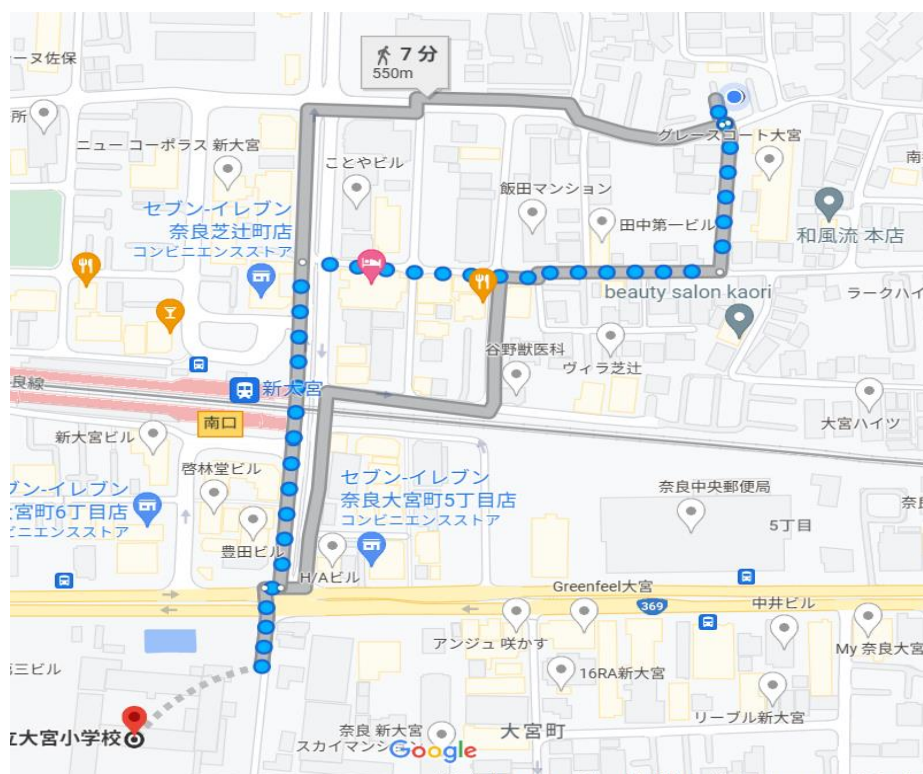 7 分
550m
ーヌ佐保
所
ニュー コーポラス 新大宮
ことやビル
グレースコート大宮
南
飯田マンション
セブン-イレブン
奈良芝辻町店
コンビニエンスストア
田中第一ビル
和風流 本店
beauty salon kaori
ラークハイ
谷野獣医科
ヴィラ芝辻
良線
新大宮
南口
大宮ハイツ
新大宮ビル
啓林堂ビル
セブン-イレブン
奈良大宮町5丁目店
コンビニエンスストア
ブン-イレブン
宮町6丁目店
ビニエンスストア
奈良中央郵便局
5丁目
奈良
豊田ビル
H/Aビル
Greenfeel大宮
369
中井ビル
アンジュ 咲かす
My 奈良大宮
三ビル
16RA新大宮
リーブル新大宮
立大宮小学校
奈良 新大宮
スカイマンション
大宮町
Google